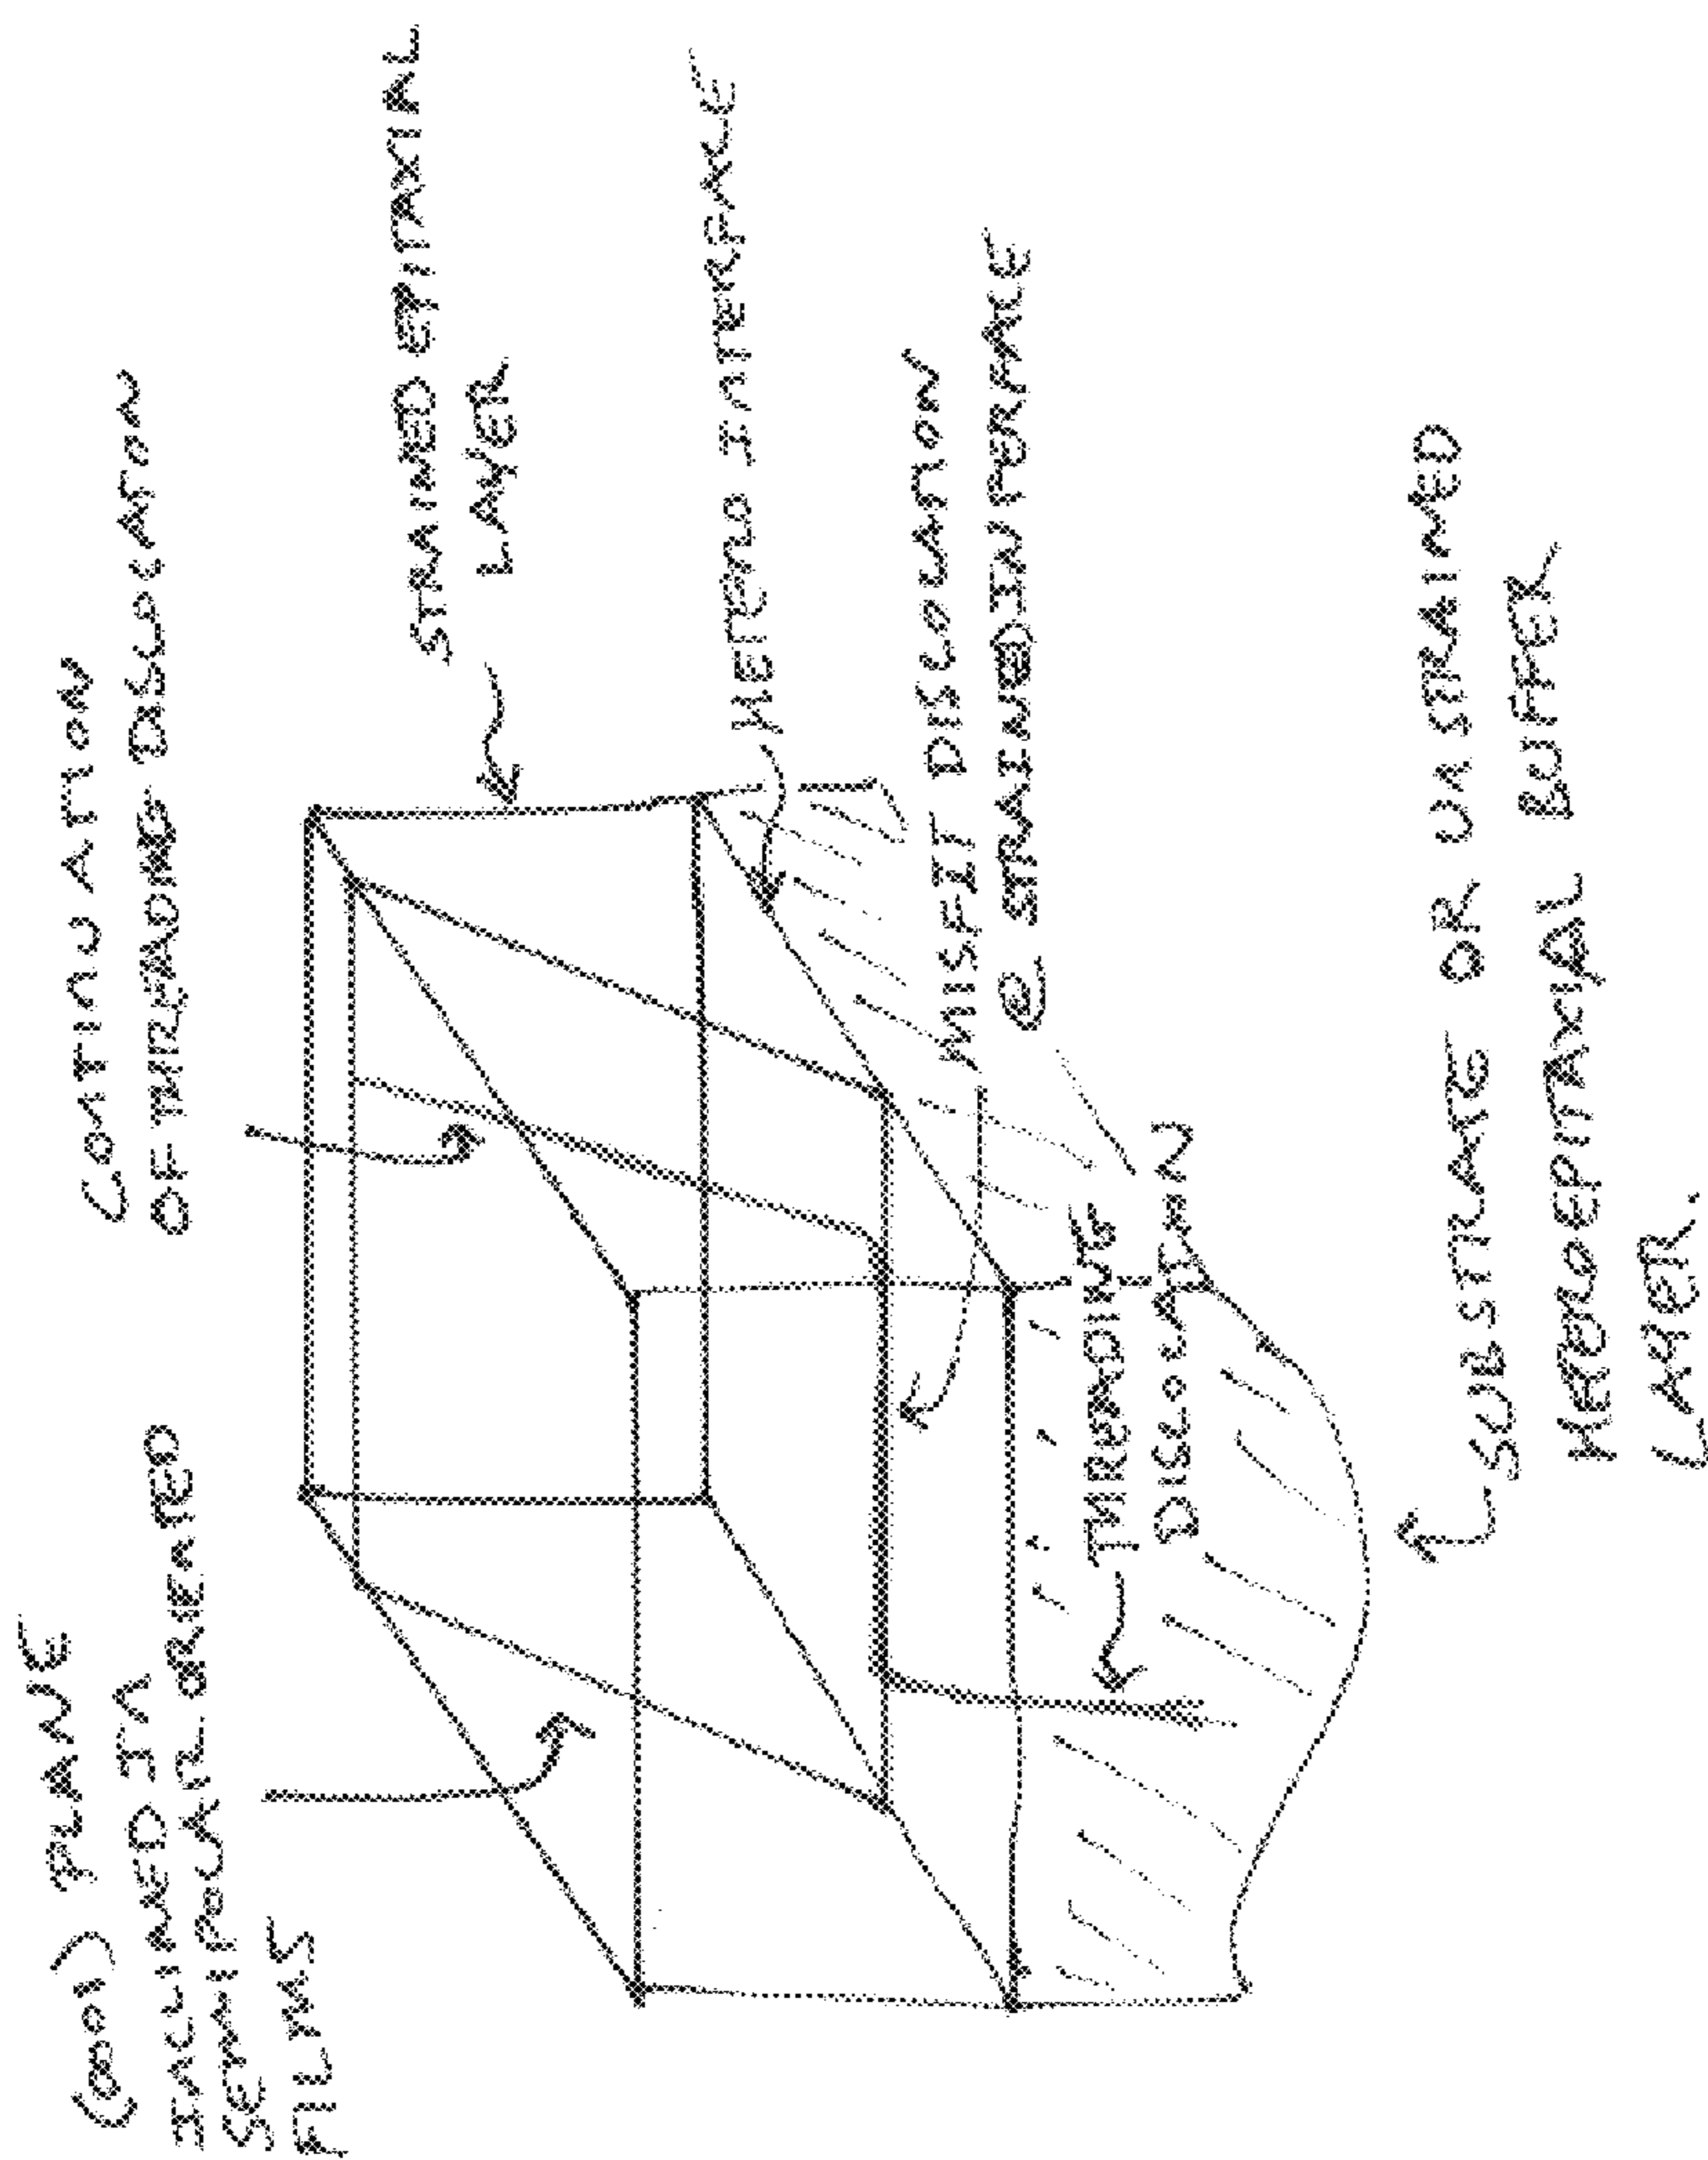 (0001) PLANE
INCLINED IN
SEMIPOLAR ORIENTED
FILMS
CONTINUATION
OF THREADING DISLOCATION
STRAINED EPITAXIAL
LAYER
HETERO INTERFACE
MISFIT DISLOCATION
@ STRAINED INTERFACE
THREADING
DISLOCATION
SUBSTRATE OR UNSTRAINED
HETEROEPITAXIAL BUFFER
LAYER.